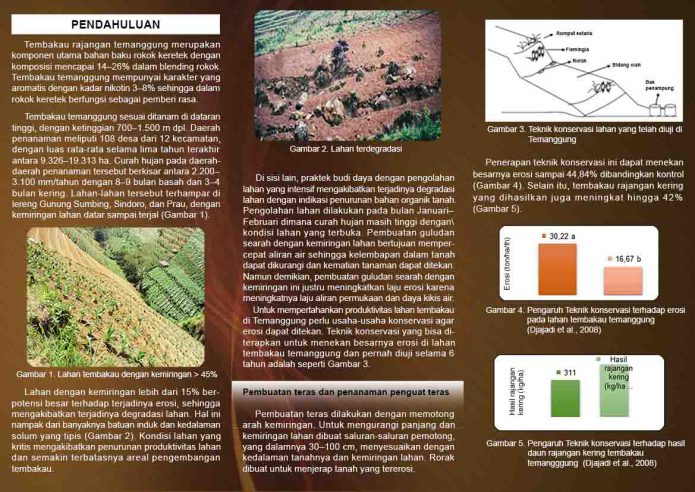 PENDAHULUAN
Tembakau rajangan temanggung merupakan
komponen utama bahan baku rokok keretek dengan
komposisi mencapai 14–26% dalam blending rokok.
Tembakau temanggung mempunyai karakter yang
aromatis dengan kadar nikotin 3–8% sehingga dalam
rokok keretek berfungsi sebagai pemberi rasa.
Tembakau temanggung sesuai ditanam di dataran
tinggi, dengan ketinggian 700–1.500 m dpl. Daerah
penanaman meliputi 108 desa dari 12 kecamatan,
dengan luas rata-rata selama lima tahun terakhir
antara 9.326–19.313 ha. Curah hujan pada daerah-
daerah penanaman tersebut berkisar antara 2.200–
3.100 mm/tahun dengan 8–9 bulan basah dan 3–4
bulan kering. Lahan-lahan tersebut terhampar di
lereng Gunung Sumbing, Sindoro, dan Prau, dengan
kemiringan lahan datar sampai terjal (Gambar 1).
Gambar 1. Lahan tembakau dengan kemiringan > 45%
Lahan dengan kemiringan lebih dari 15% ber-
potensi besar terhadap terjadinya erosi, sehingga
mengakibatkan terjadinya degradasi lahan. Hal ini
nampak dari banyaknya batuan induk dan kedalaman
solum yang tipis (Gambar 2). Kondisi lahan yang
kritis mengakibatkan penurunan produktivitas lahan
dan semakin terbatasnya areal pengembangan
tembakau.
Gambar 2. Lahan terdegradasi
Di sisi lain, praktek budi daya dengan pengolahan
lahan yang intensif mengakibatkan terjadinya degradasi
lahan dengan indikasi penurunan bahan organik tanah.
Pengolahan lahan dilakukan pada bulan Januari–
Februari dimana curah hujan masih tinggi dengan\
kondisi lahan yang terbuka. Pembuatan guludan
searah dengan kemiringan lahan bertujuan memper-
cepat aliran air sehingga kelembapan dalam tanah
dapat dikurangi dan kematian tanaman dapat ditekan.
Namun demikian, pembuatan guludan searah dengan
kemiringan ini justru meningkatkan laju erosi karena
meningkatnya laju aliran permukaan dan daya kikis air.
Untuk mempertahankan produktivitas lahan tembakau
di Temanggung perlu usaha-usaha konservasi agar
erosi dapat ditekan. Teknik konservasi yang bisa di-
terapkan untuk menekan besarnya erosi di lahan
tembakau temanggung dan pernah diuji selama 6
tahun adalah seperti Gambar 3.
Pembuatan teras dan penanaman penguat teras
Pembuatan teras dilakukan dengan memotong
arah kemiringan. Untuk mengurangi panjang dan
kemiringan lahan dibuat saluran-saluran pemotong,
yang dalamnya 30–100 cm, menyesuaikan dengan
kedalaman tanahnya dan kemiringan lahan. Rorak
dibuat untuk menjerap tanah yang tererosi.
Rumput setaria
Flemingia
Rorak
Bidang olah
Bak
penampung
Gambar 3. Teknik konservasi lahan yang telah diuji di
Temanggung
Penerapan teknik konservasi ini dapat menekan
besarnya erosi sampai 44,84% dibandingkan kontrol
(Gambar 4). Selain itu, tembakau rajangan kering
yang dihasilkan juga meningkat hingga 42%
(Gambar 5).
Erosi (ton/ha/th)
30,22 a
16,67 b
Gambar 4. Pengaruh Teknik konservasi terhadap erosi
pada lahan tembakau temanggung
(Djajadi et al., 2008)
Hasil rajangan
kering (kg/ha)
311
Hasil
rajangan
kering
(kg/ha…
Gambar 5. Pengaruh Teknik konservasi terhadap hasil
daun rajangan kering tembakau
temangggung (Djajadi et al., 2008)